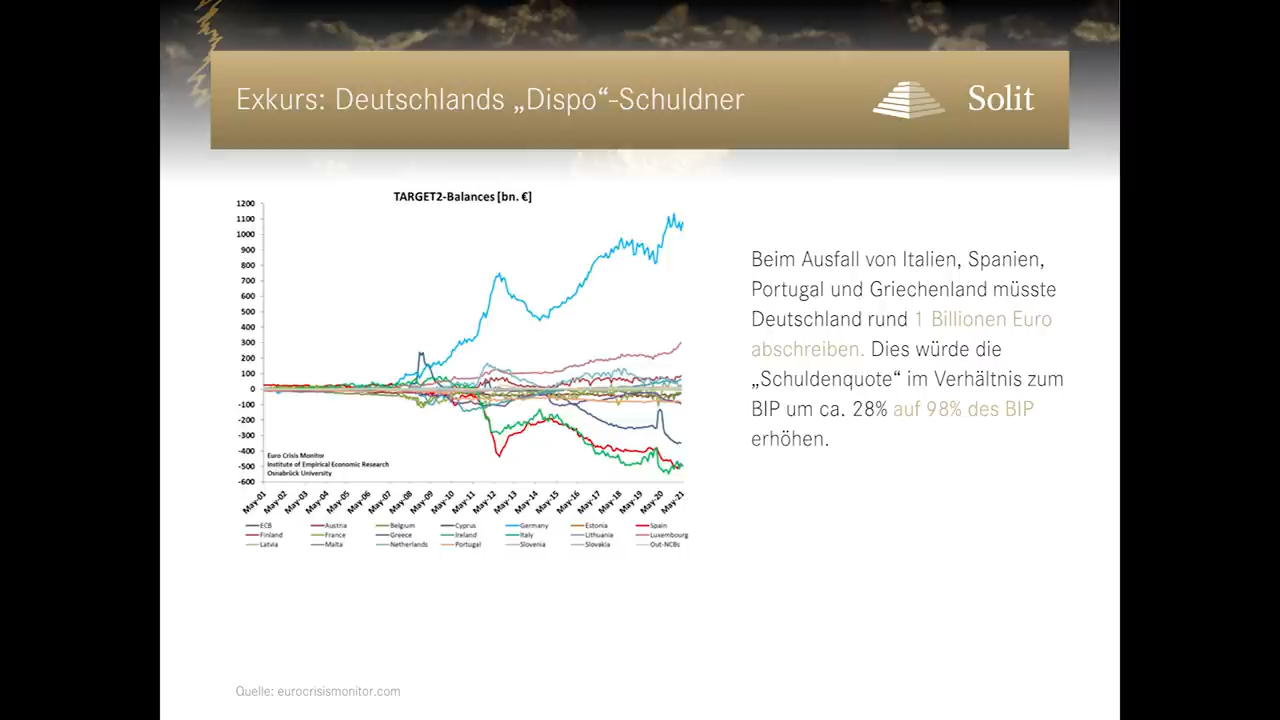 Exkurs: Deutschlands „Dispo“-Schuldner
Solit
TARGET2-Balances [bn. €]
1200
1100
1000
900
800
700
600
500
400
300
200
100
0
-100
-200
-300
-400
-500
-600
Euro Crisis Monitor
Institute of Empirical Economic Research
Osnabrück University
May-01 May-02 May-03 May-04 May-05 May-06 May-07 May-08 May-09 May-10 May-11 May-12 May-13 May-14 May-15 May-16 May-17 May-18 May-19 May-20 May-21
ECB Austria Belgium Cyprus Germany Estonia Spain
Finland France Greece Ireland Italy Lithuania Luxembourg
Latvia Malta Netherlands Portugal Slovenia Slovakia Out-NCBs
Beim Ausfall von Italien, Spanien,
Portugal und Griechenland müsste
Deutschland rund 1 Billionen Euro
abschreiben. Dies würde die
„Schuldenquote“ im Verhältnis zum
BIP um ca. 28% auf 98% des BIP
erhöhen.
Quelle: eurocrisismonitor.com